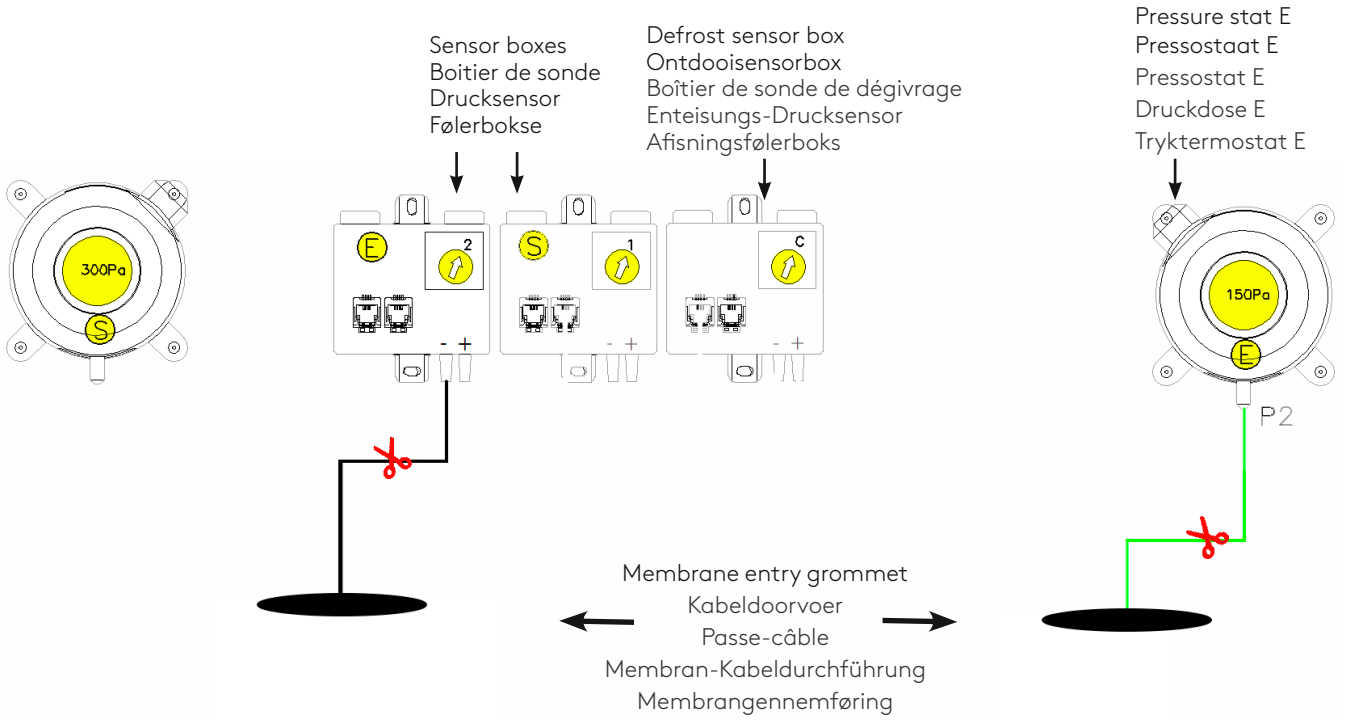 Sensor boxes
Boitier de sonde
Drucksensor
Følerbokse
Defrost sensor box
Ontdooisensorbox
Boîtier de sonde de dégivrage
Enteisungs-Drucksensor
Afisningsfølerboks
Pressure stat E
Pressostaat E
Pressostat E
Druckdose E
Tryktermostat E
300Pa
S
E
2
- +
S
1
- +
C
- +
150Pa
E
P2
Membrane entry grommet
Kabeldoorvoer
Passe-câble
Membran-Kabeldurchführung
Membrangennemføring